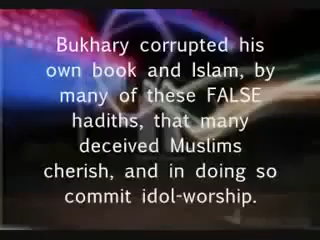 Bukhary corrupted his
own book and Islam, by
many of these FALSE
hadiths, that many
deceived Muslims
cherish, and in doing so
commit idol-worship.